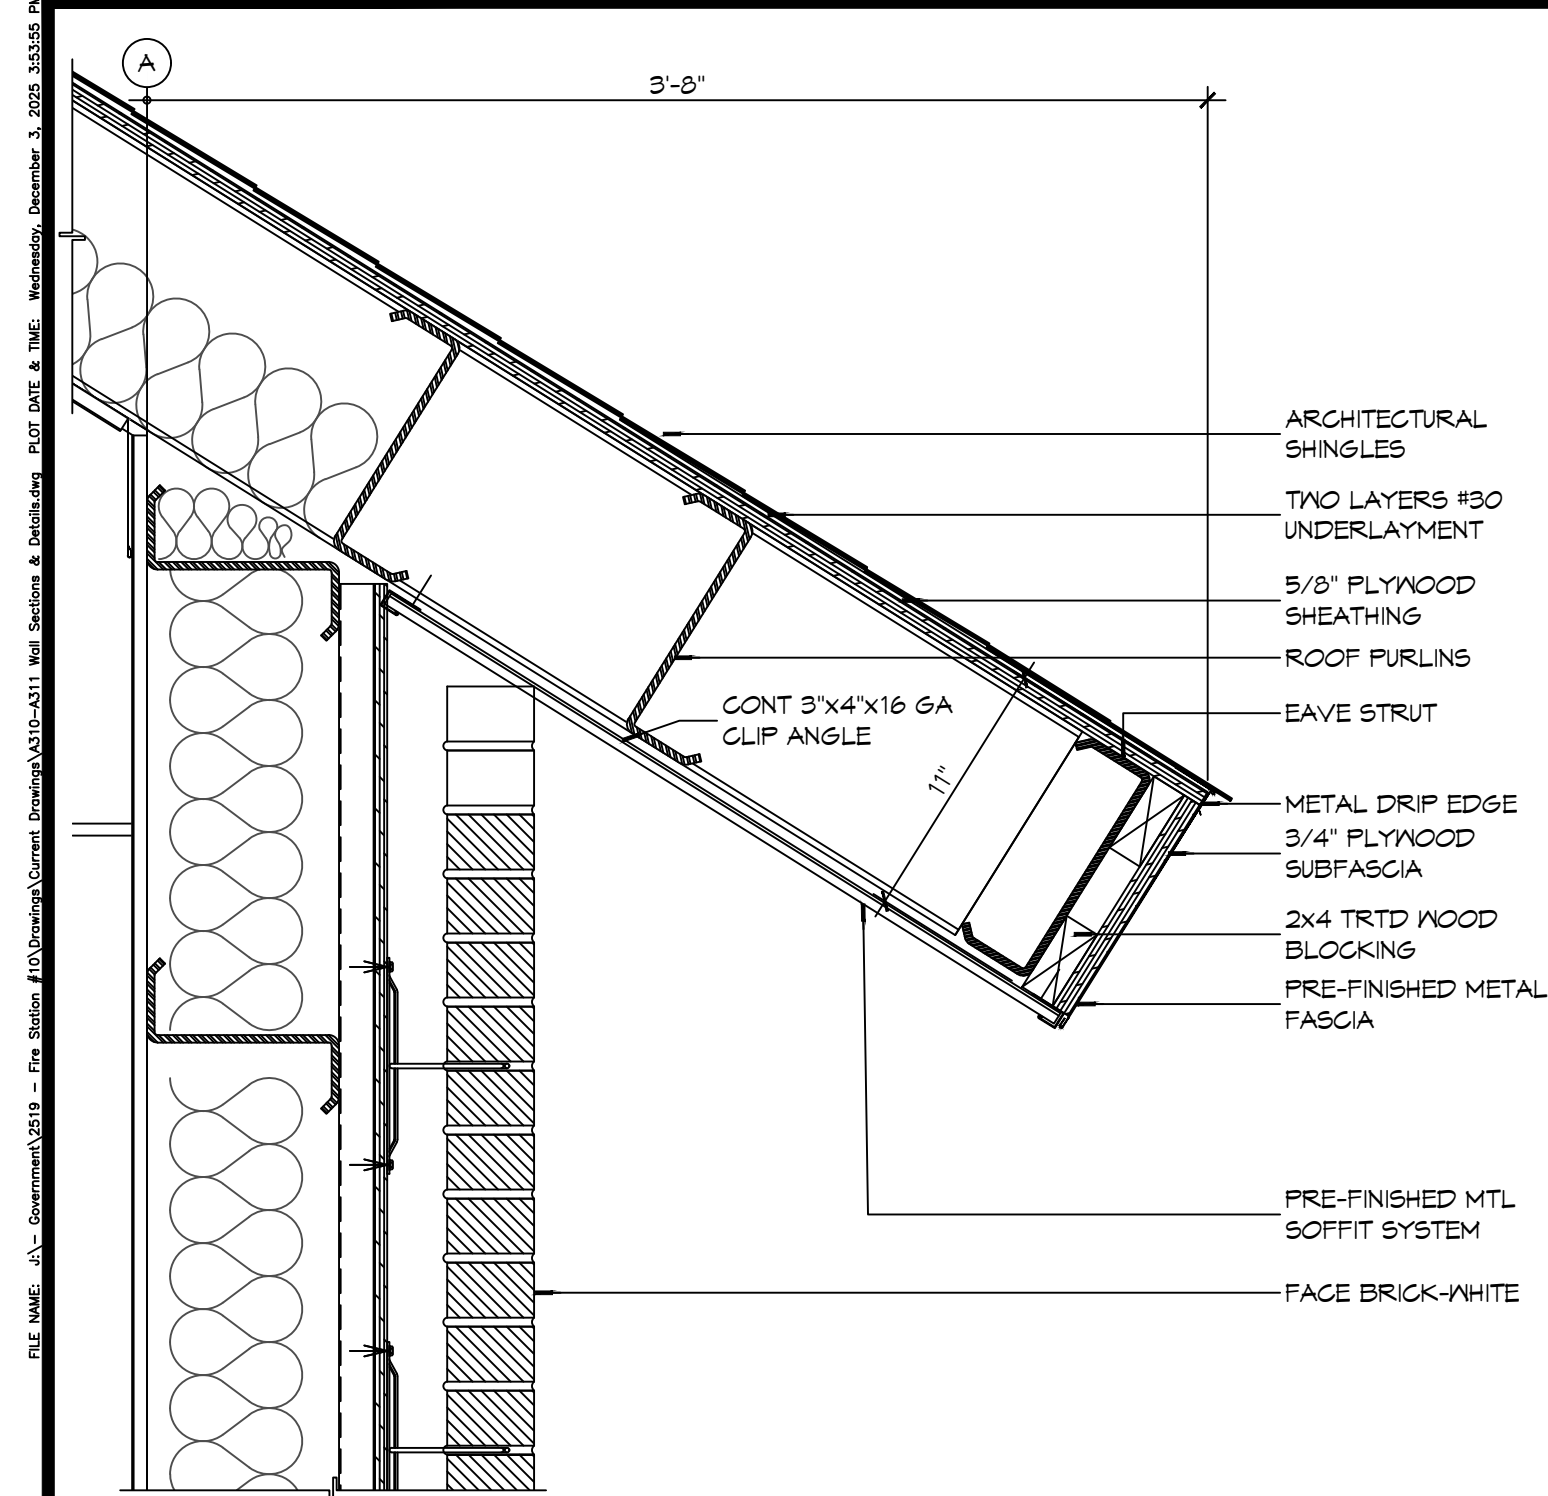 FILE NAME: J:\- Government\2519 - Fire Station #10\Drawings\Current Drawings\A310-A311 Wall Sections & Details.dwg PLOT DATE & TIME: Wednesday, December 3, 2025 3:53:55 PM
A
3'-8"
ARCHITECTURAL
SHINGLES
TWO LAYERS #30
UNDERLAYMENT
5/8" PLYWOOD
SHEATHING
ROOF PURLINS
CONT 3"x4"x16 GA
CLIP ANGLE
EAVE STRUT
11"
METAL DRIP EDGE
3/4" PLYWOOD
SUBFASCIA
2x4 TRTD WOOD
BLOCKING
PRE-FINISHED METAL
FASCIA
PRE-FINISHED MTL
SOFFIT SYSTEM
FACE BRICK-WHITE